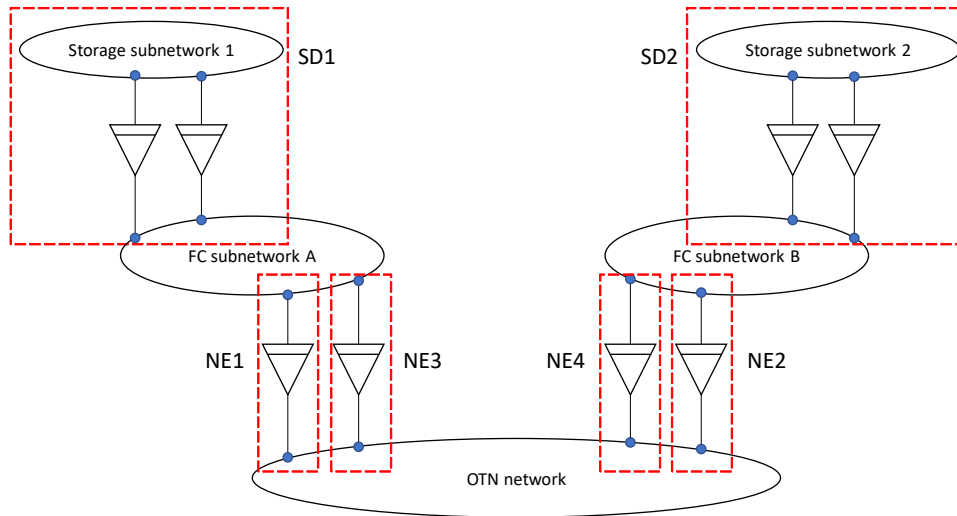 Storage subnetwork 1
SD1
SD2
Storage subnetwork 2
FC subnetwork A
FC subnetwork B
NE1
NE3
NE4
NE2
OTN network